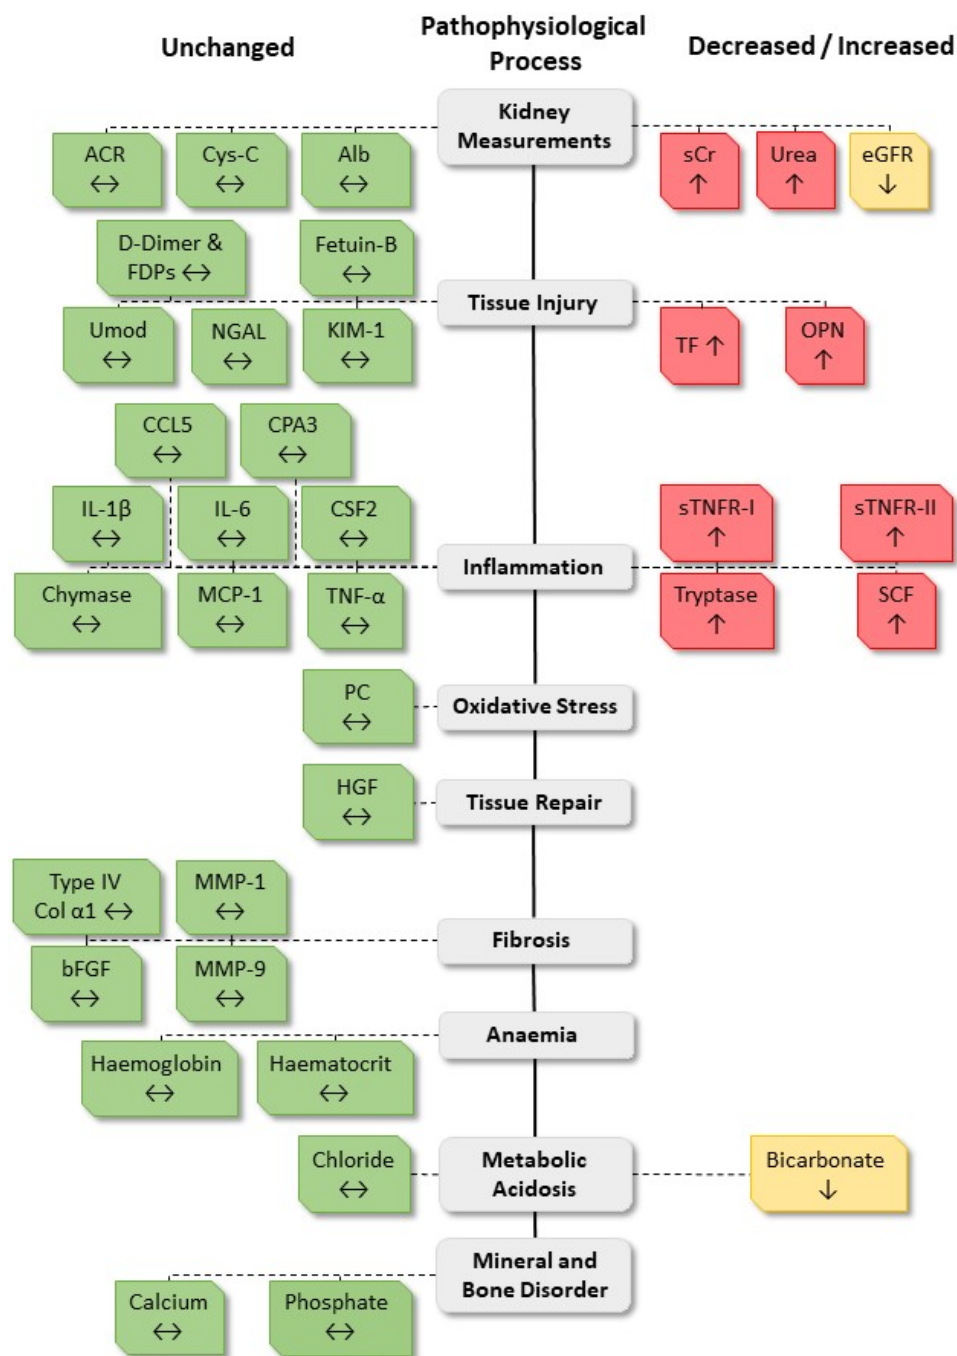 Unchanged
Pathophysiological
Process
Decreased / Increased
Kidney
Measurements
ACR
↔
Cys-C
↔
Alb
↔
sCr
↑
Urea
↑
eGFR
↓
D-Dimer &
FDPs ↔
Fetuin-B
↔
Tissue Injury
Umod
↔
NGAL
↔
KIM-1
↔
TF ↑
OPN
↑
CCL5
↔
CPA3
↔
IL-1β
↔
IL-6
↔
CSF2
↔
sTNFR-I
↑
sTNFR-II
↑
Inflammation
Chymase
↔
MCP-1
↔
TNF-α
↔
Tryptase
↑
SCF
↑
PC
↔
Oxidative Stress
HGF
↔
Tissue Repair
Type IV
Col α1 ↔
MMP-1
↔
Fibrosis
bFGF
↔
MMP-9
↔
Anaemia
Haemoglobin
↔
Haematocrit
↔
Chloride
↔
Metabolic
Acidosis
Bicarbonate
↓
Mineral and
Bone Disorder
Calcium
↔
Phosphate
↔